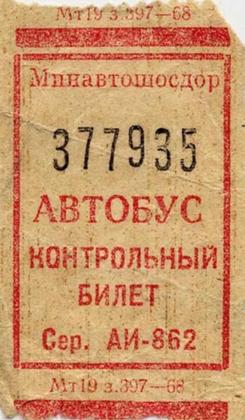 Мт19 з.397—68
Минавтошосдор
377935
АВТОБУС
КОНТРОЛЬНЫЙ
БИЛЕТ
Сер. АИ-862
Мт19 з.397—68